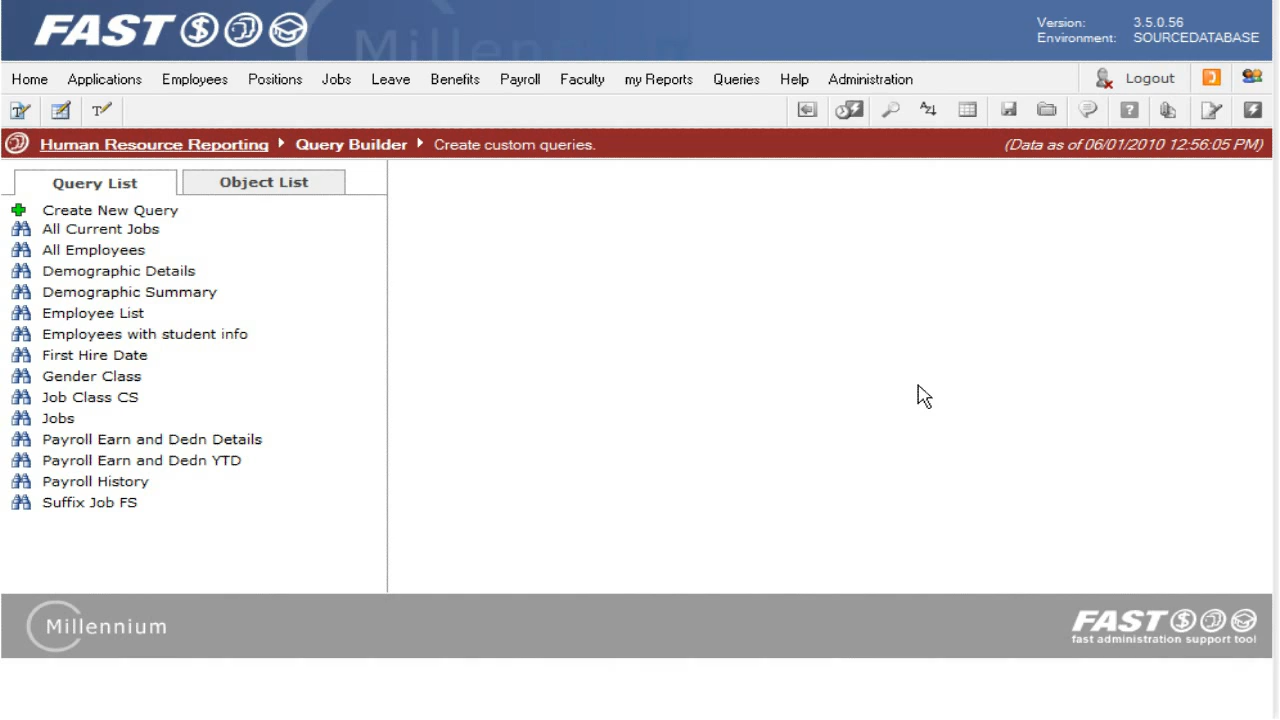 FAST
Millennium
Version: 3.5.0.56
Environment: SOURCEDATABASE
Home Applications Employees Positions Jobs Leave Benefits Payroll Faculty my Reports Queries Help Administration Logout
Human Resource Reporting Query Builder Create custom queries. (Data as of 06/01/2010 12:56:05 PM)
Query List Object List
Create New Query
All Current Jobs
All Employees
Demographic Details
Demographic Summary
Employee List
Employees with student info
First Hire Date
Gender Class
Job Class CS
Jobs
Payroll Earn and Dedn Details
Payroll Earn and Dedn YTD
Payroll History
Suffix Job FS
Millennium
FAST
fast administration support tool